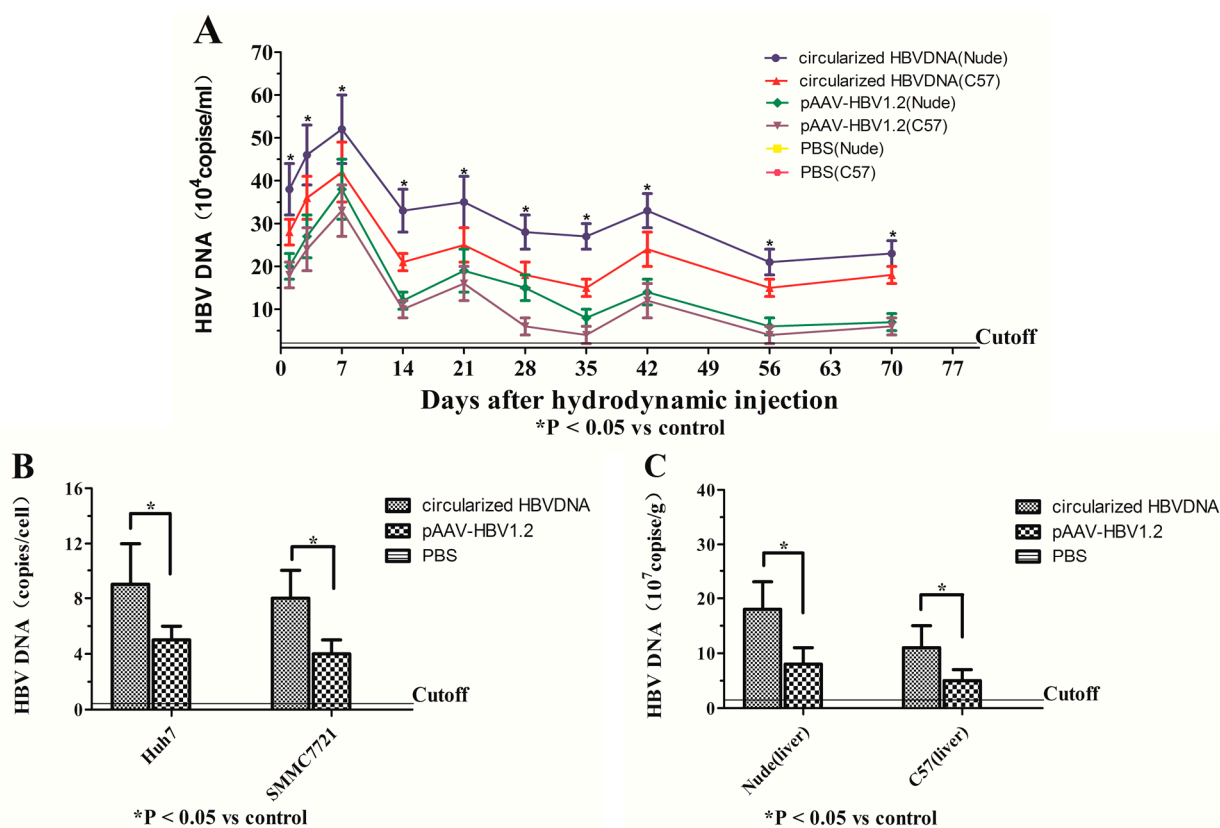 A
HBV DNA（10⁴copise/ml）
70
60
50
40
30
20
10
circularized HBVDNA(Nude)
circularized HBVDNA(C57)
pAAV-HBV1.2(Nude)
pAAV-HBV1.2(C57)
PBS(Nude)
PBS(C57)
* * * * * * * * * *
Cutoff
0 7 14 21 28 35 42 49 56 63 70 77
Days after hydrodynamic injection
*P < 0.05 vs control
B
HBV DNA（copies/cell）
16
12
8
4
0
circularized HBVDNA
pAAV-HBV1.2
PBS
* *
Cutoff
Huh7
SMMC7721
*P < 0.05 vs control
C
HBV DNA（10⁷copise/g）
40
30
20
10
0
circularized HBVDNA
pAAV-HBV1.2
PBS
* *
Cutoff
Nude(liver)
C57(liver)
*P < 0.05 vs control